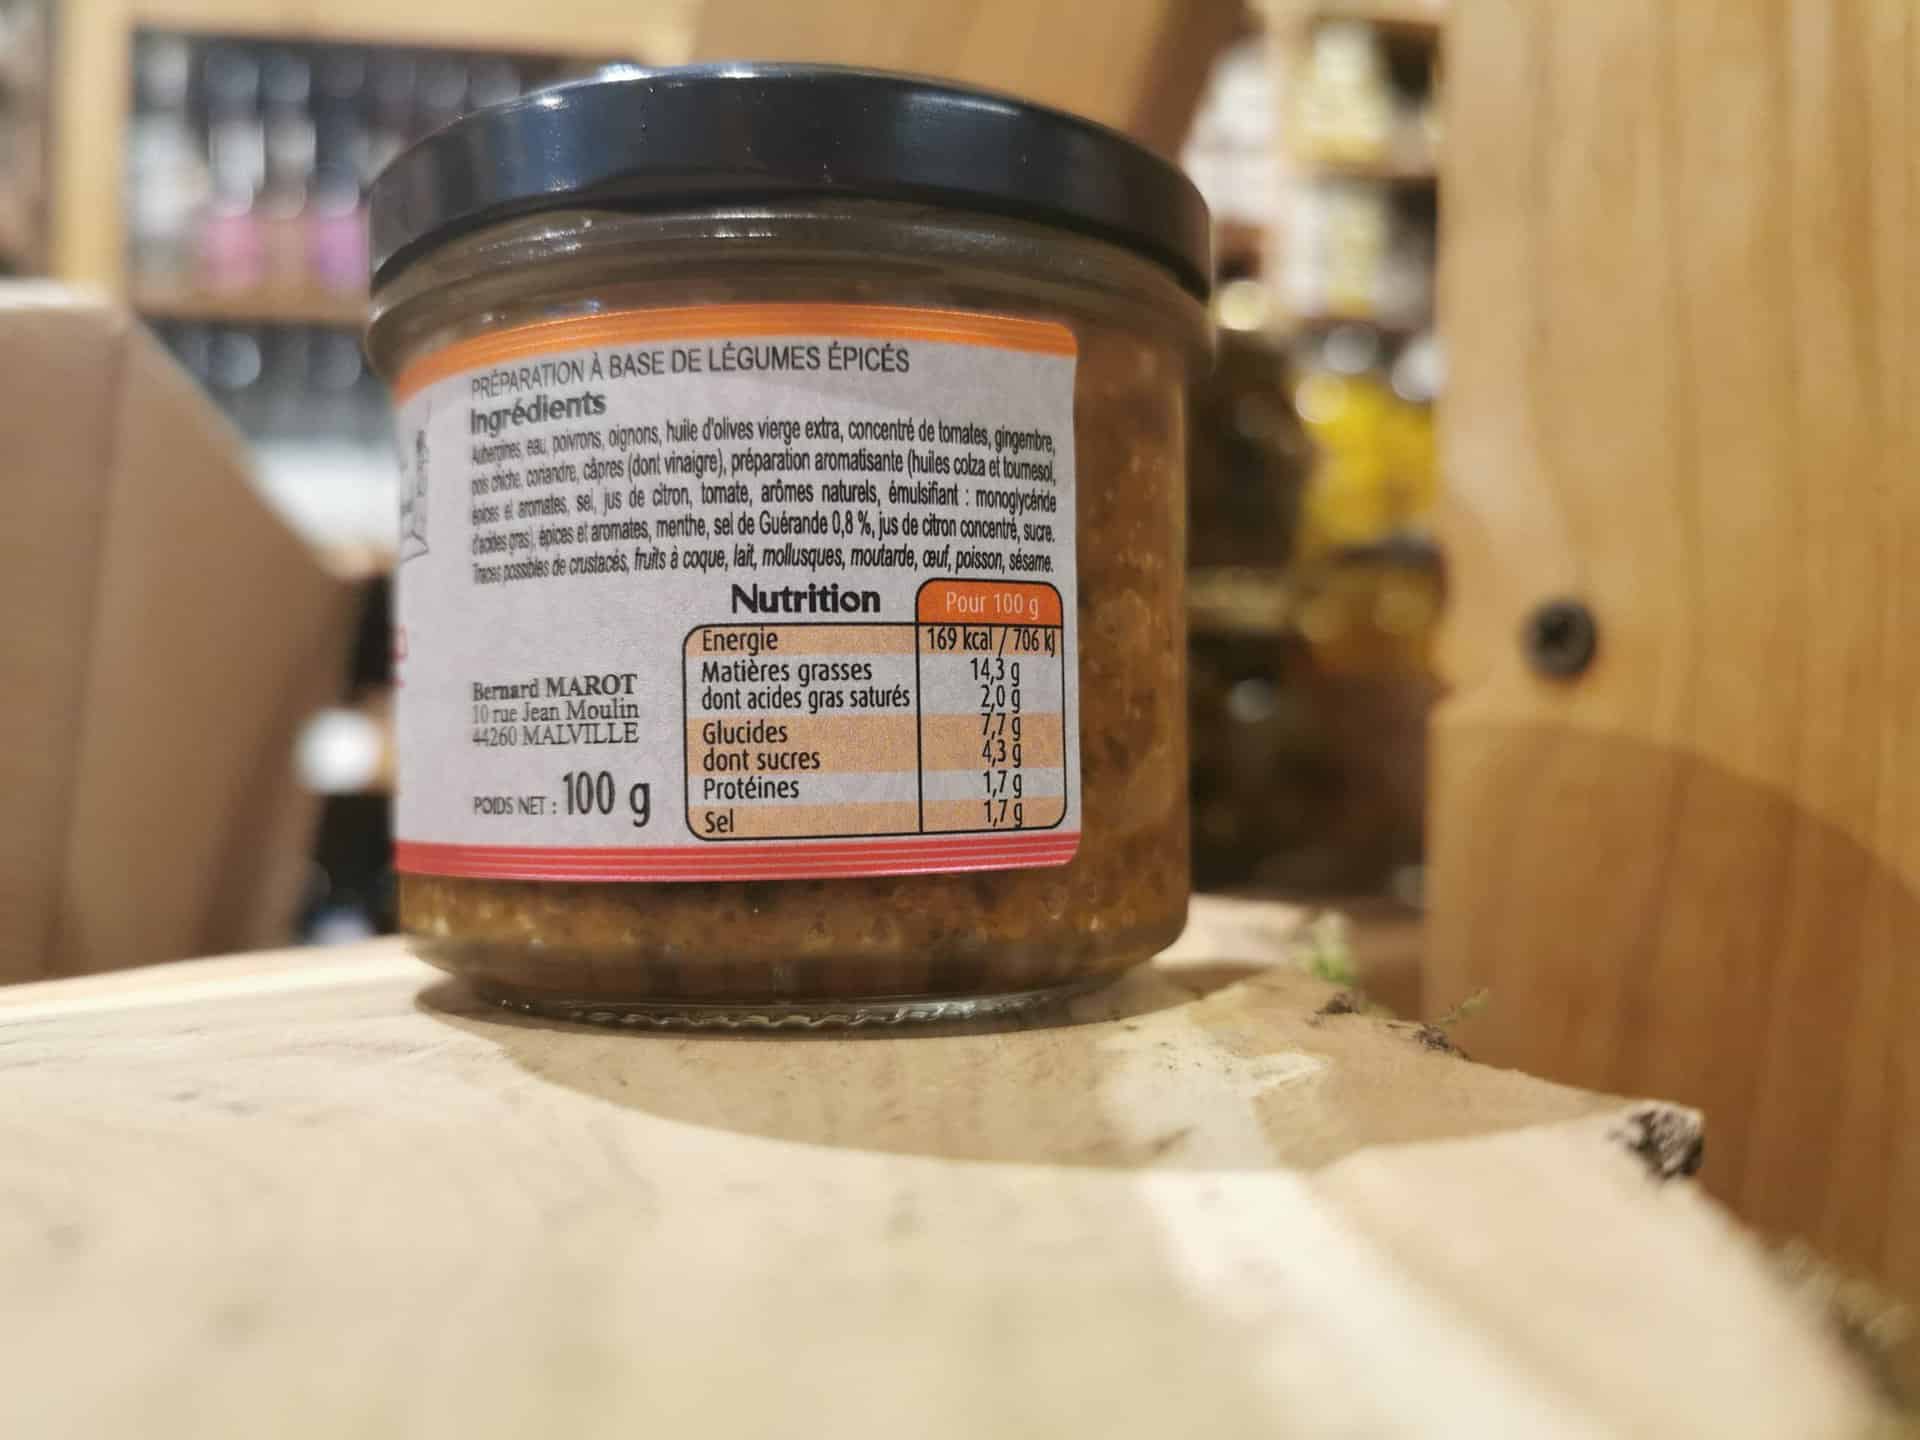 PRÉPARATION À BASE DE LÉGUMES ÉPICÉS
Ingrédients
Aubergines, eau, poivrons, oignons, huile d'olives vierge extra, concentré de tomates, gingembre,
pois chiche, coriandre, câpres (dont vinaigre), préparation aromatisante (huiles colza et tournesol,
épices et aromates, sel, jus de citron, tomate, arômes naturels, émulsifiant : monoglycéride
d'acides gras), épices et aromates, menthe, sel de Guérande 0,8 %, jus de citron concentré, sucre.
Traces possibles de crustacés, fruits à coque, lait, mollusques, moutarde, œuf, poisson, sésame.
Nutrition Pour 100 g
Energie 169 kcal / 706 kJ
Matières grasses 14,3 g
dont acides gras saturés 2,0 g
Glucides 7,7 g
dont sucres 4,3 g
Protéines 1,7 g
Sel 1,7 g
Bernard MAROT
10 rue Jean Moulin
44260 MALVILLE
POIDS NET : 100 g